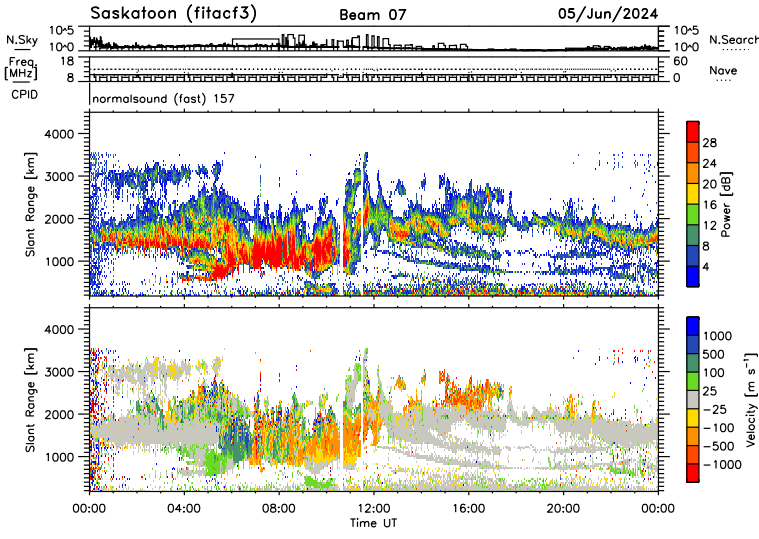 Saskatoon (fitacf3) Beam 07 05/Jun/2024
N.Sky 10^5 10^0 10^5 10^0 N.Search
Freq. [MHz] 18 8 60 0 Nave
CPID normalsound (fast) 157
Slant Range [km]
4000
3000
2000
1000
28
24
20
16
12
8
4
Power [dB]
Slant Range [km]
4000
3000
2000
1000
1000
500
100
25
-25
-100
-500
-1000
Velocity [m s^-1]
00:00 04:00 08:00 12:00 16:00 20:00 00:00
Time UT